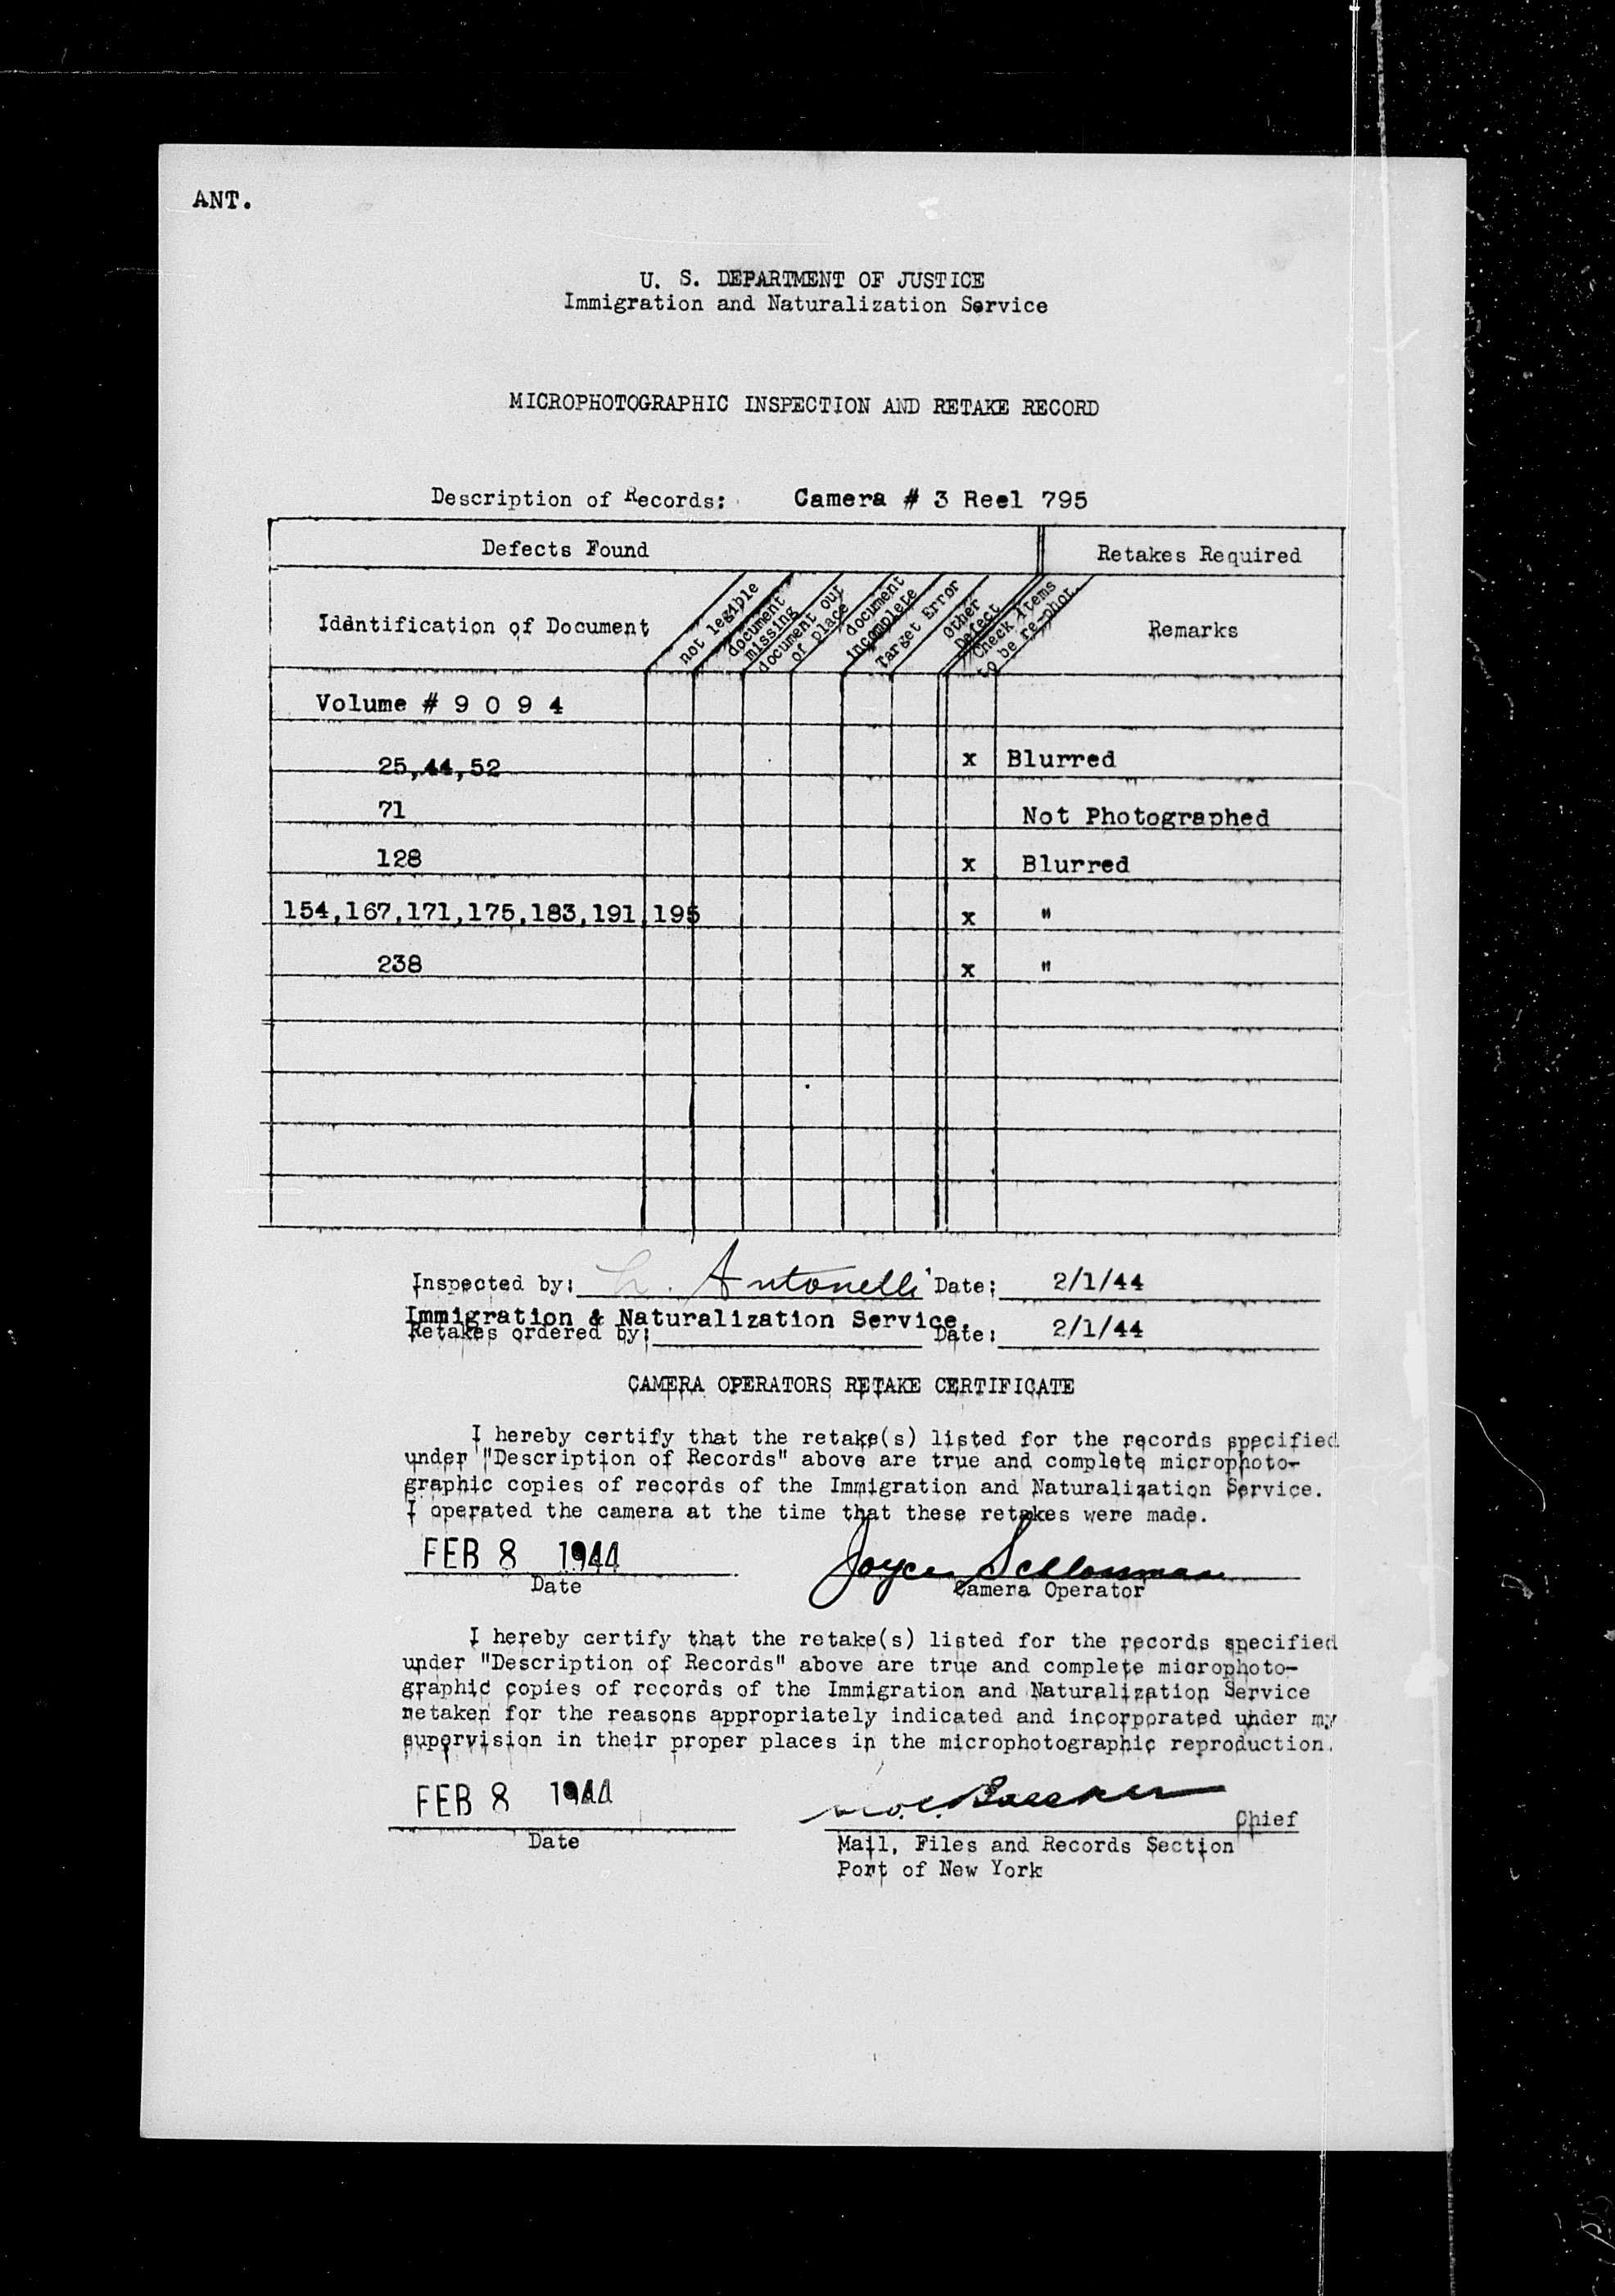 ANT.
U. S. DEPARTMENT OF JUSTICE
Immigration and Naturalization Service
MICROPHOTOGRAPHIC INSPECTION AND RETAKE RECORD
Description of Records: Camera # 3 Reel 795
Defects Found Retakes Required
Identification of Document
not legible
document missing
document out of place
document incomplete
Target Error
Other Defect
Check Items to be re-phot.
Remarks
Volume # 9 0 9 4
25,44,52 x Blurred
71 Not Photographed
128 x Blurred
154,167,171,175,183,191,195 x "
238 x "
Inspected by: L. Antonelli Date: 2/1/44
Immigration & Naturalization Service.
Retakes ordered by: Date: 2/1/44
CAMERA OPERATORS RETAKE CERTIFICATE
I hereby certify that the retake(s) listed for the records specified
under "Description of Records" above are true and complete microphoto-
graphic copies of records of the Immigration and Naturalization Service.
I operated the camera at the time that these retakes were made.
FEB 8 1944 Joyce Schlossman
Date Camera Operator
I hereby certify that the retake(s) listed for the records specified
under "Description of Records" above are true and complete microphoto-
graphic copies of records of the Immigration and Naturalization Service
retaken for the reasons appropriately indicated and incorporated under my
supervision in their proper places in the microphotographic reproduction.
FEB 8 1944
Chief
Date Mail, Files and Records Section
Port of New York